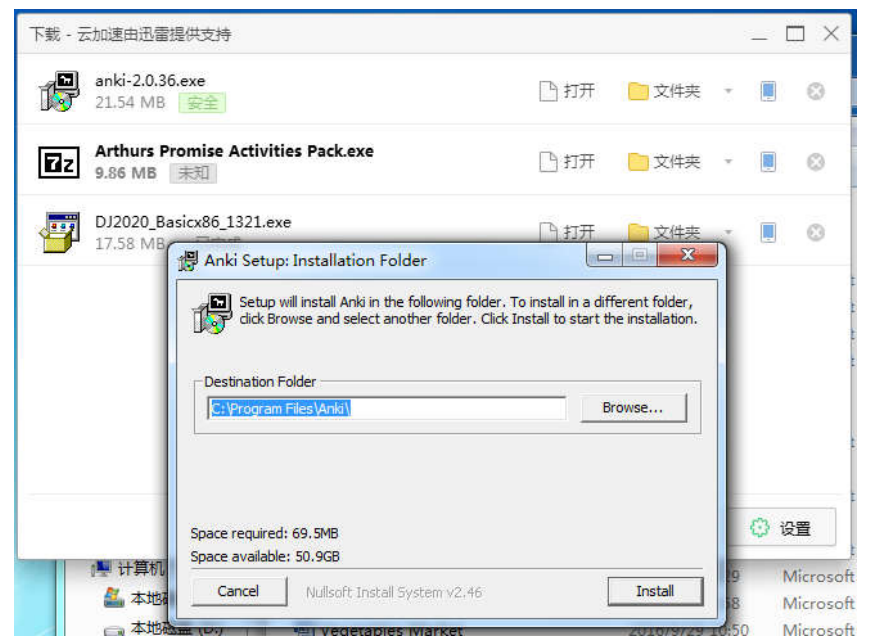 下载 - 云加速由迅雷提供支持
anki-2.0.36.exe
21.54 MB 安全
打开 文件夹
Arthurs Promise Activities Pack.exe
9.86 MB 未知
打开 文件夹
DJ2020_Basicx86_1321.exe
17.58 MB
打开 文件夹
Anki Setup: Installation Folder
Setup will install Anki in the following folder. To install in a different folder,
click Browse and select another folder. Click Install to start the installation.
Destination Folder
C:\Program Files\Anki\
Browse...
Space required: 69.5MB
Space available: 50.9GB
Cancel
Nullsoft Install System v2.46
Install
设置
计算机
Microsoft
本地
Microsoft
本地磁盘 (D:)
Vegetables Market
2016/9/29 10:50
Microsoft